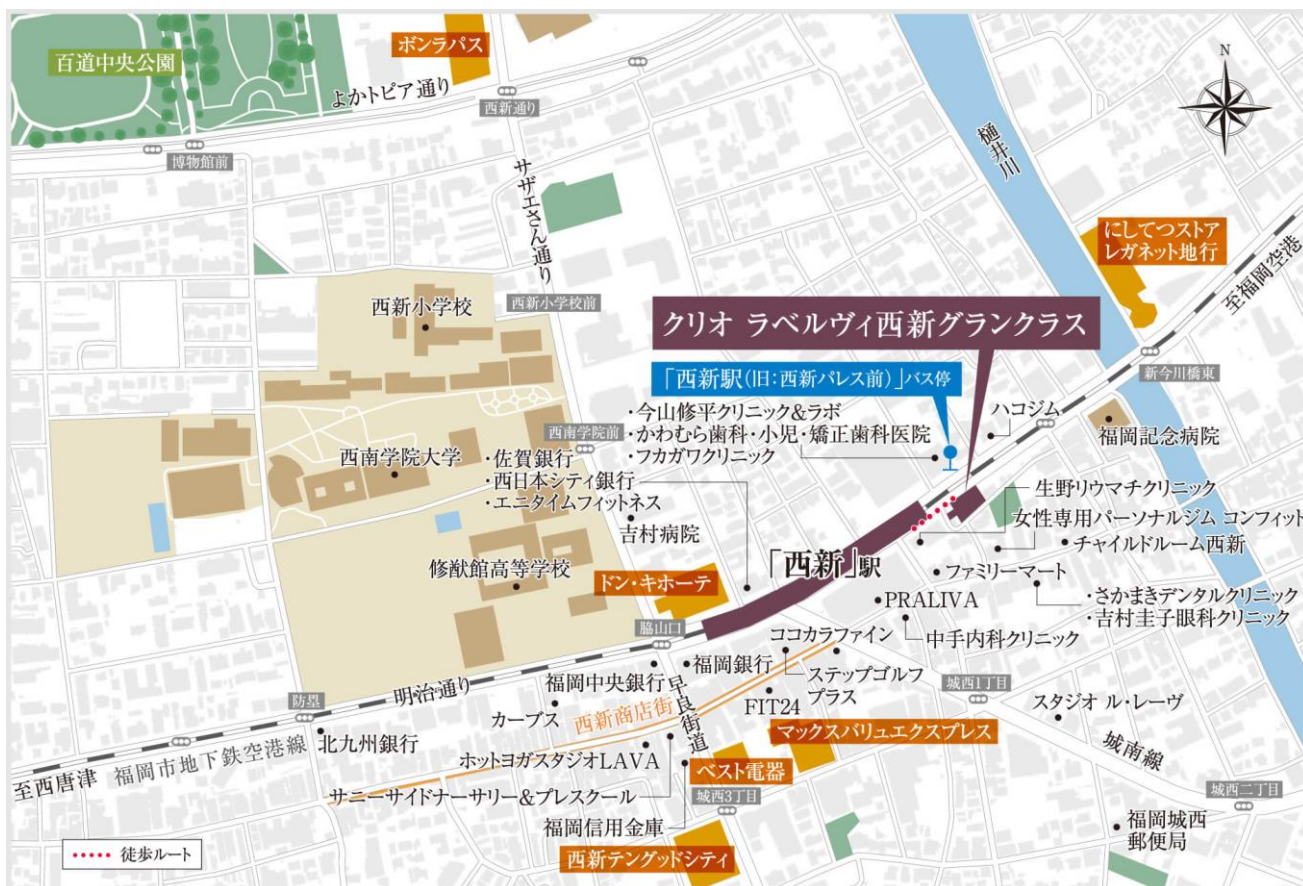 百道中央公園
ボンラパス
よかトピア通り
西新通り
博物館前
N
樋井川
サザエさん通り
にしてつストア
レガネット地行
至福岡空港
西新小学校前
西新小学校
クリオ ラベルヴィ西新グランクラス
「西新駅(旧:西新パレス前)」バス停
新今川橋東
・今山修平クリニック&ラボ
・かわむら歯科・小児・矯正歯科医院
・フカガワクリニック
ハコジム
福岡記念病院
西南学院前
西南学院大学
・佐賀銀行
・西日本シティ銀行
・エニタイムフィットネス
生野リウマチクリニック
女性専用パーソナルジム コンフィット
チャイルドルーム西新
吉村病院
修猷館高等学校
ドン・キホーテ
「西新」駅
ファミリーマート
・さかまきデンタルクリニック
・吉村圭子眼科クリニック
PRALIVA
中手内科クリニック
脇山口
ココカラファイン
福岡銀行
福岡中央銀行
ステップゴルフ
プラス
城西1丁目
早良街道
明治通り
防塁
カーブス
西新商店街
FIT24
スタジオ ル・レーヴ
マックスバリュエクスプレス
城南線
北九州銀行
福岡市地下鉄空港線
至西唐津
ホットヨガスタジオLAVA
ベスト電器
サニーサイドナーサリー&プレスクール
城西3丁目
城西二丁目
福岡信用金庫
福岡城西
郵便局
西新テングッドシティ
徒歩ルート